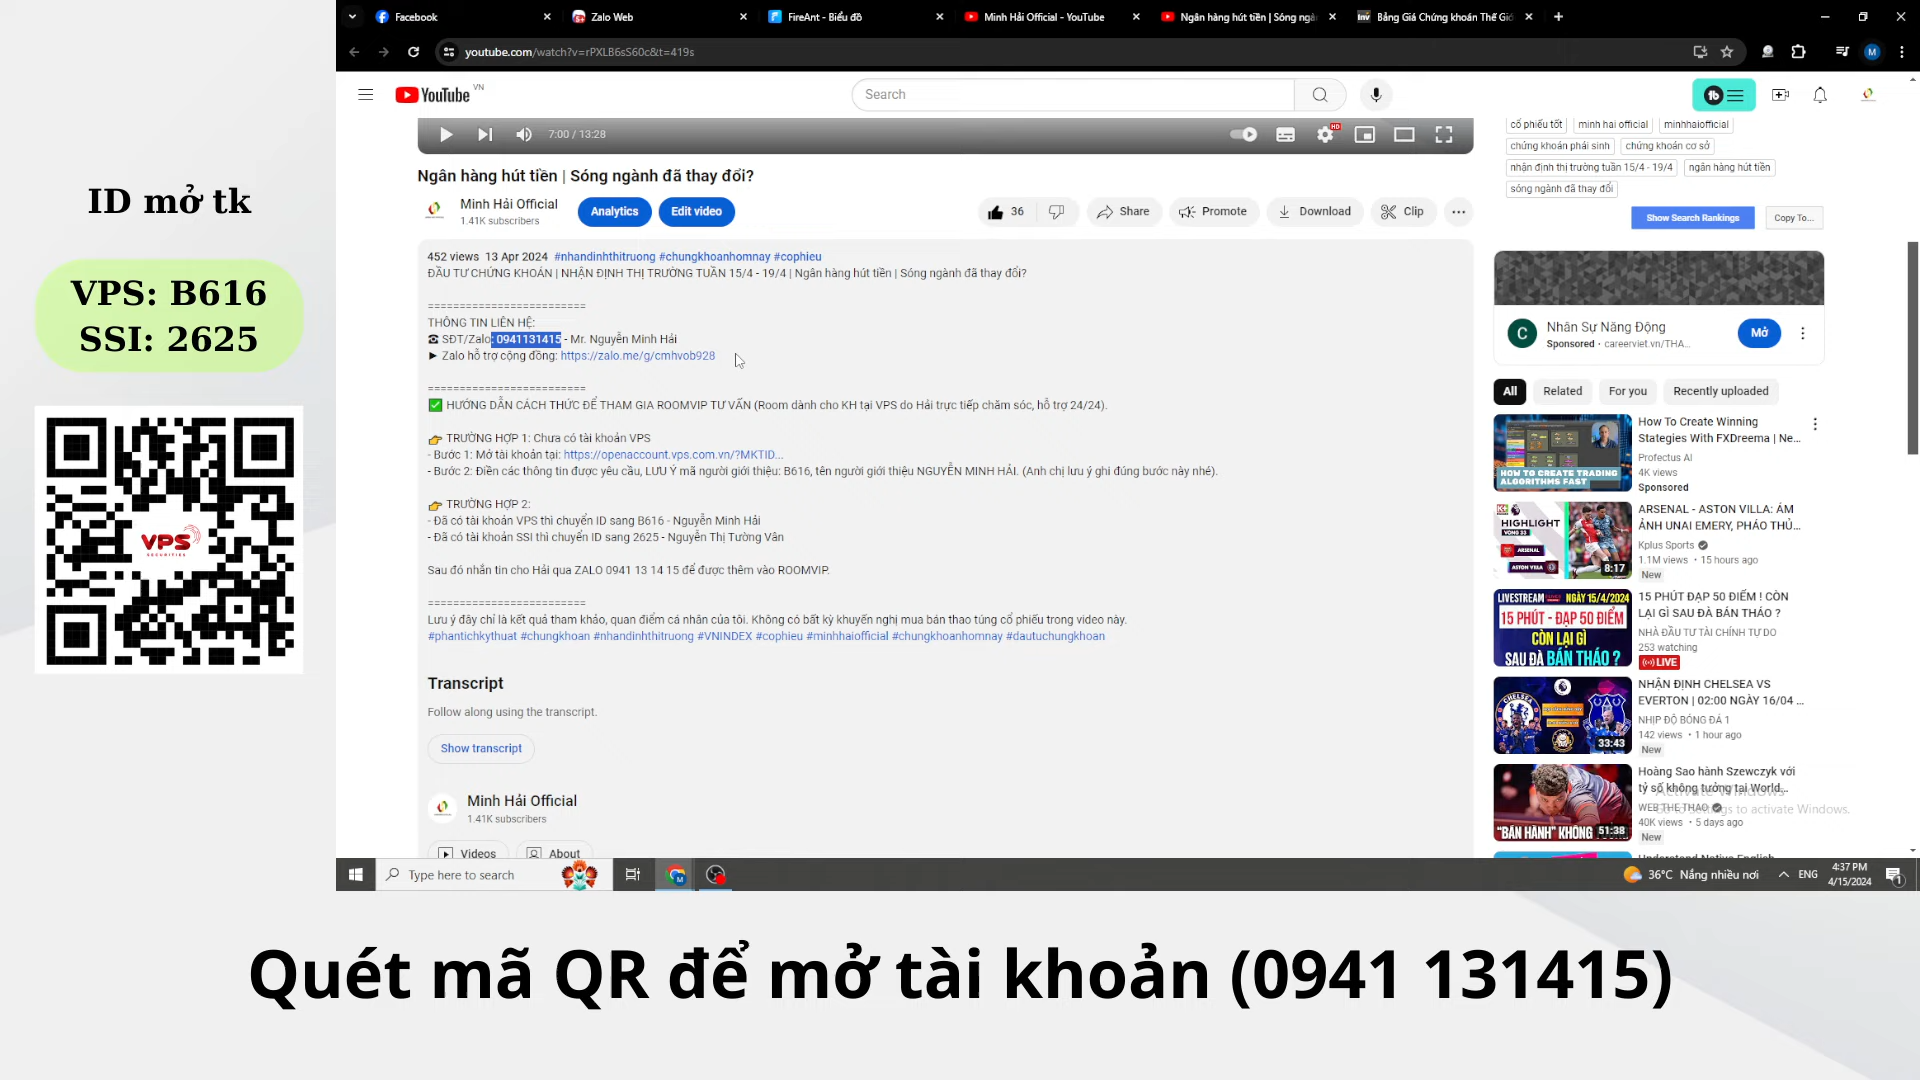 Facebook
Zalo Web
FireAnt - Biểu đồ
Minh Hải Official - YouTube
Ngân hàng hút tiền | Sóng ngà
Bảng Giá Chứng khoán Thế Giớ
youtube.com/watch?v=rPXLB6sS60c&t=419s
M
YouTube VN
Search
7:00 / 13:28
HD
Ngân hàng hút tiền | Sóng ngành đã thay đổi?
Minh Hải Official
1.41K subscribers
Analytics
Edit video
36
Share
Promote
Download
Clip
452 views 13 Apr 2024 #nhandinhthitruong #chungkhoanhomnay #cophieu
ĐẦU TƯ CHỨNG KHOÁN | NHẬN ĐỊNH THỊ TRƯỜNG TUẦN 15/4 - 19/4 | Ngân hàng hút tiền | Sóng ngành đã thay đổi?
=========================
THÔNG TIN LIÊN HỆ:
☎ SĐT/Zalo: 0941131415 - Mr. Nguyễn Minh Hải
► Zalo hỗ trợ cộng đồng: https://zalo.me/g/cmhvob928
=========================
✅ HƯỚNG DẪN CÁCH THỨC ĐỂ THAM GIA ROOMVIP TƯ VẤN (Room dành cho KH tại VPS do Hải trực tiếp chăm sóc, hỗ trợ 24/24).
👉 TRƯỜNG HỢP 1: Chưa có tài khoản VPS
- Bước 1: Mở tài khoản tại: https://openaccount.vps.com.vn/?MKTID...
- Bước 2: Điền các thông tin được yêu cầu, LƯU Ý mã người giới thiệu: B616, tên người giới thiệu NGUYỄN MINH HẢI. (Anh chị lưu ý ghi đúng bước này nhé).
👉 TRƯỜNG HỢP 2:
- Đã có tài khoản VPS thì chuyển ID sang B616 - Nguyễn Minh Hải
- Đã có tài khoản SSI thì chuyển ID sang 2625 - Nguyễn Thị Tường Vân
Sau đó nhắn tin cho Hải qua ZALO 0941 13 14 15 để được thêm vào ROOMVIP.
=========================
Lưu ý đây chỉ là kết quả tham khảo, quan điểm cá nhân của tôi. Không có bất kỳ khuyến nghị mua bán thao túng cổ phiếu trong video này.
#phantichkythuat #chungkhoan #nhandinhthitruong #VNINDEX #cophieu #minhhaiofficial #chungkhoanhomnay #dautuchungkhoan
Transcript
Follow along using the transcript.
Show transcript
Minh Hải Official
1.41K subscribers
Videos
About
cổ phiếu tốt
minh hai official
minhhaiofficial
chứng khoán phái sinh
chứng khoán cơ sở
nhận định thị trường tuần 15/4 - 19/4
ngân hàng hút tiền
sóng ngành đã thay đổi
Show Search Rankings
Copy To...
C
Nhân Sự Năng Động
Sponsored · careerviet.vn/THA...
Mở
All
Related
For you
Recently uploaded
HOW TO CREATE TRADING
ALGORITHMS FAST
How To Create Winning
Stategies With FXDreema | Ne...
Profectus AI
4K views
Sponsored
HIGHLIGHT
VÒNG 33
ARSENAL
ASTON VILLA
8:17
ARSENAL - ASTON VILLA: ÁM
ẢNH UNAI EMERY, PHÁO THỦ...
Kplus Sports
1.1M views • 15 hours ago
New
LIVESTREAM NGÀY 15/4/2024
15 PHÚT - ĐẠP 50 ĐIỂM
CÒN LẠI GÌ
SAU ĐÀ BÁN THÁO ?
15 PHÚT ĐẠP 50 ĐIỂM ! CÒN
LẠI GÌ SAU ĐÀ BÁN THÁO ?
NHÀ ĐẦU TƯ TÀI CHÍNH TỰ DO
253 watching
LIVE
33:43
NHẬN ĐỊNH CHELSEA VS
EVERTON | 02:00 NGÀY 16/04 ...
NHỊP ĐỘ BÓNG ĐÁ 1
142 views • 1 hour ago
New
"BÁN HÀNH" KHÔNG
51:38
Hoàng Sao hành Szewczyk với
tỷ số không tưởng tại World...
WEB THE THAO
40K views • 5 days ago
New
Activate Windows
Go to Settings to activate Windows.
Type here to search
36°C Nắng nhiều nơi
ENG
4:37 PM
4/15/2024
1
ID mở tk
VPS: B616
SSI: 2625
VPS
SECURITIES
Quét mã QR để mở tài khoản (0941 131415)